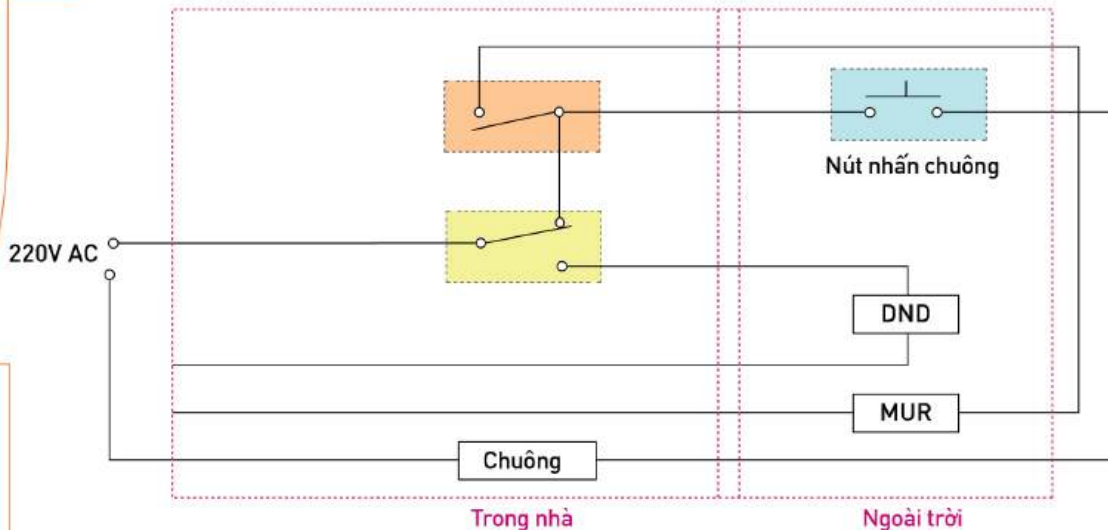 Nút nhấn chuông
220V AC
DND
MUR
Chuông
Trong nhà
Ngoài trời